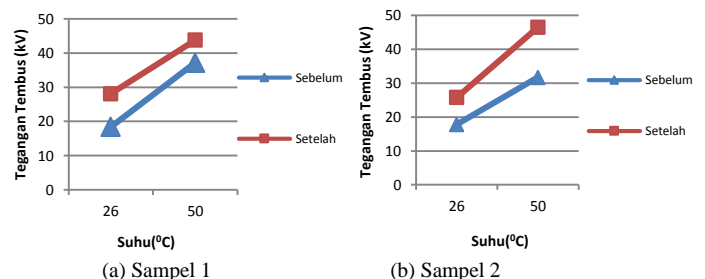 Tegangan Tembus (kV)
50
40
30
20
10
0
26
50
Suhu(⁰C)
Sebelum
Setelah
(a) Sampel 1
Tegangan Tembus (kV)
50
40
30
20
10
0
26
50
Suhu(⁰C)
Sebelum
Setelah
(b) Sampel 2